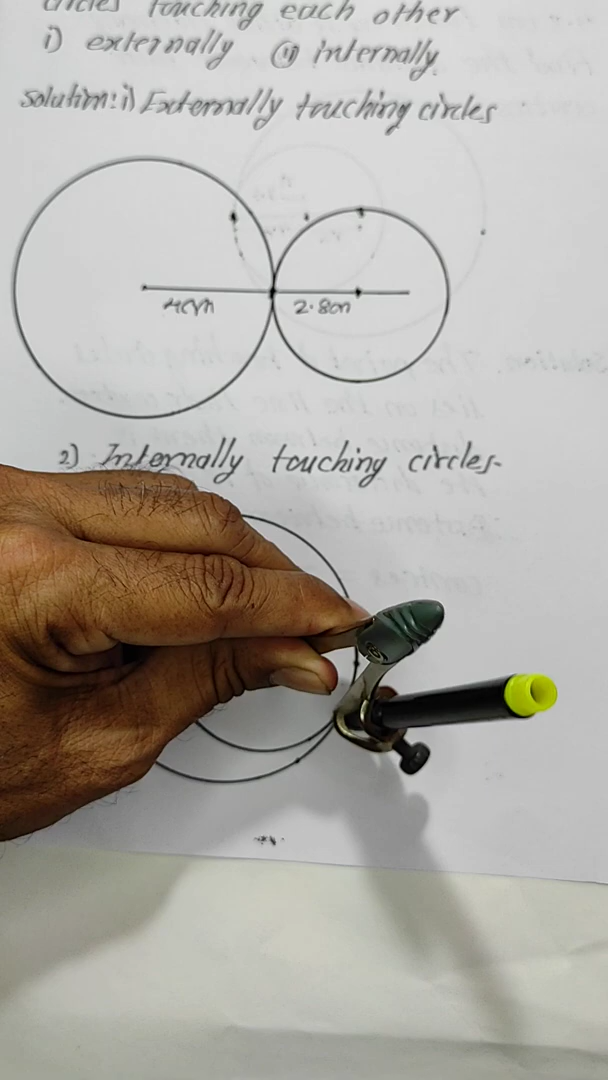 circles touching each other
i) externally ii) internally.
Solution: i) Externally touching circles
4cm 2.8cm
2) Internally touching circles-